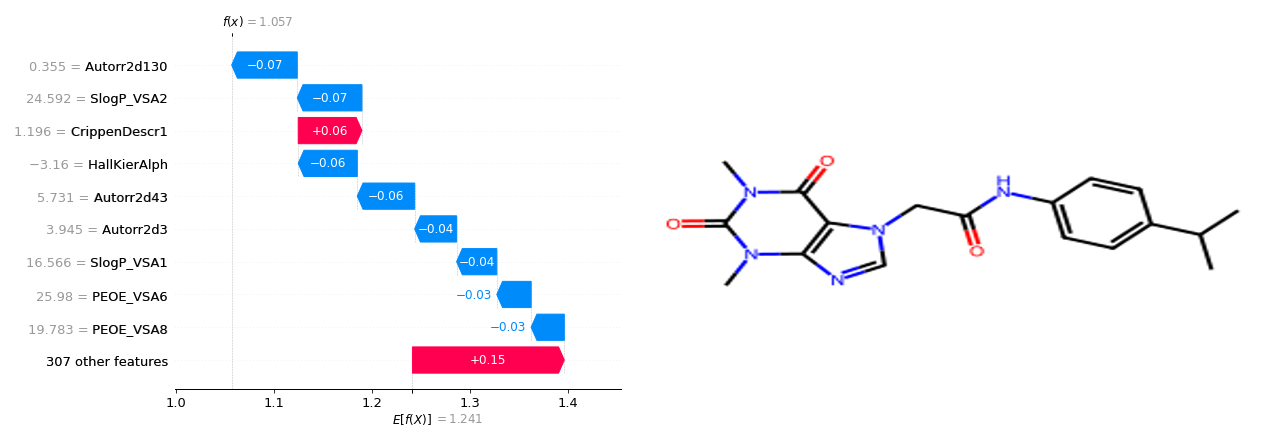 f(x) = 1.057
0.355 = Autorr2d130
−0.07
24.592 = SlogP_VSA2
−0.07
1.196 = CrippenDescr1
+0.06
−3.16 = HallKierAlph
−0.06
5.731 = Autorr2d43
−0.06
3.945 = Autorr2d3
−0.04
16.566 = SlogP_VSA1
−0.04
25.98 = PEOE_VSA6
−0.03
19.783 = PEOE_VSA8
−0.03
307 other features
+0.15
1.0 1.1 1.2 1.3 1.4
E[f(X)] = 1.241
O
H
N
N
O
N
O
N
N
O